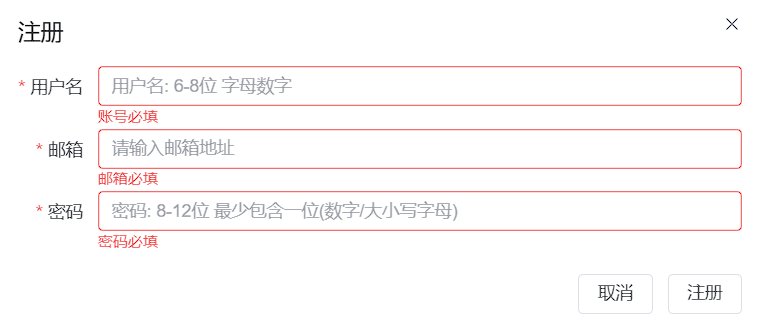 注册
* 用户名 用户名: 6-8位 字母数字
账号必填
* 邮箱 请输入邮箱地址
邮箱必填
* 密码 密码: 8-12位 最少包含一位(数字/大小写字母)
密码必填
取消 注册